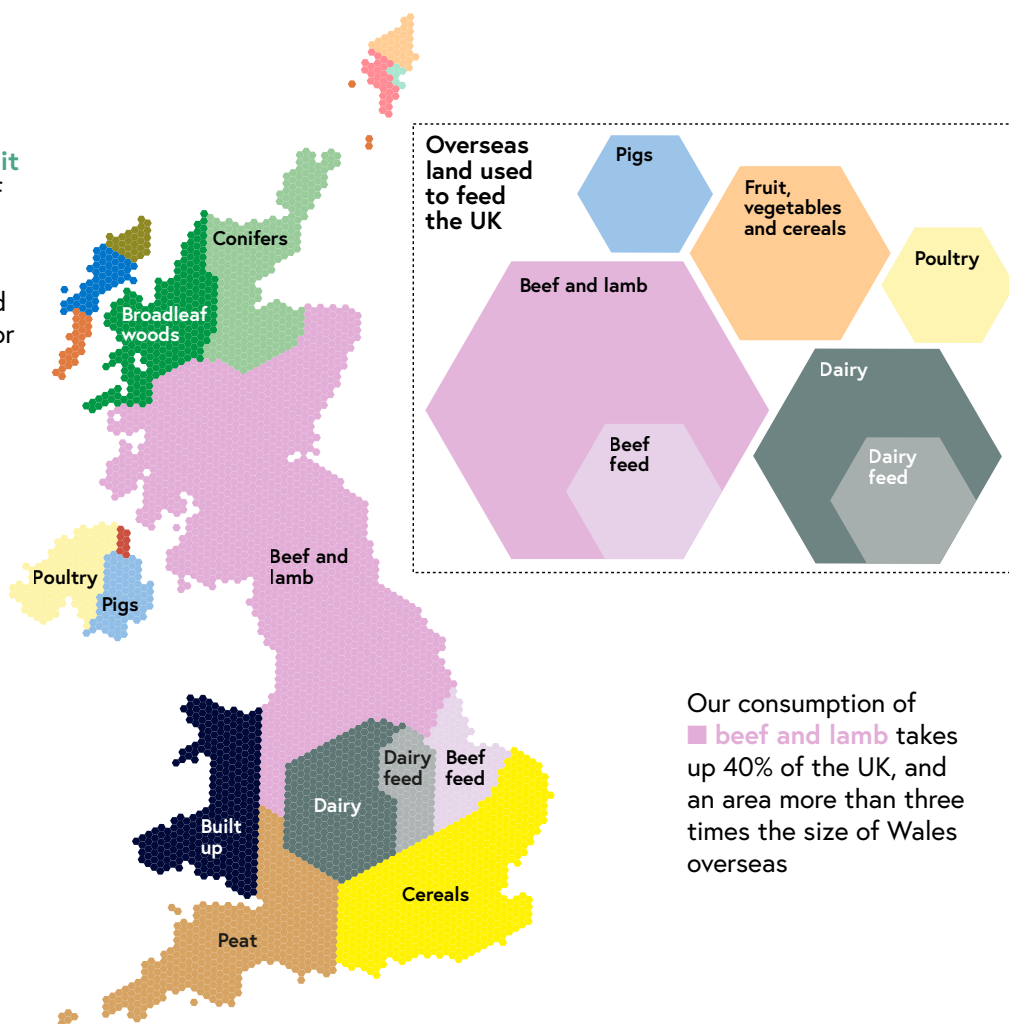 it
d
or
Overseas
land used
to feed
the UK
Pigs
Fruit,
vegetables
and cereals
Poultry
Beef and lamb
Beef
feed
Dairy
Dairy
feed
Conifers
Broadleaf
woods
Beef and
lamb
Poultry
Pigs
Dairy
feed
Beef
feed
Dairy
Built
up
Cereals
Peat
Our consumption of
beef and lamb takes
up 40% of the UK, and
an area more than three
times the size of Wales
overseas